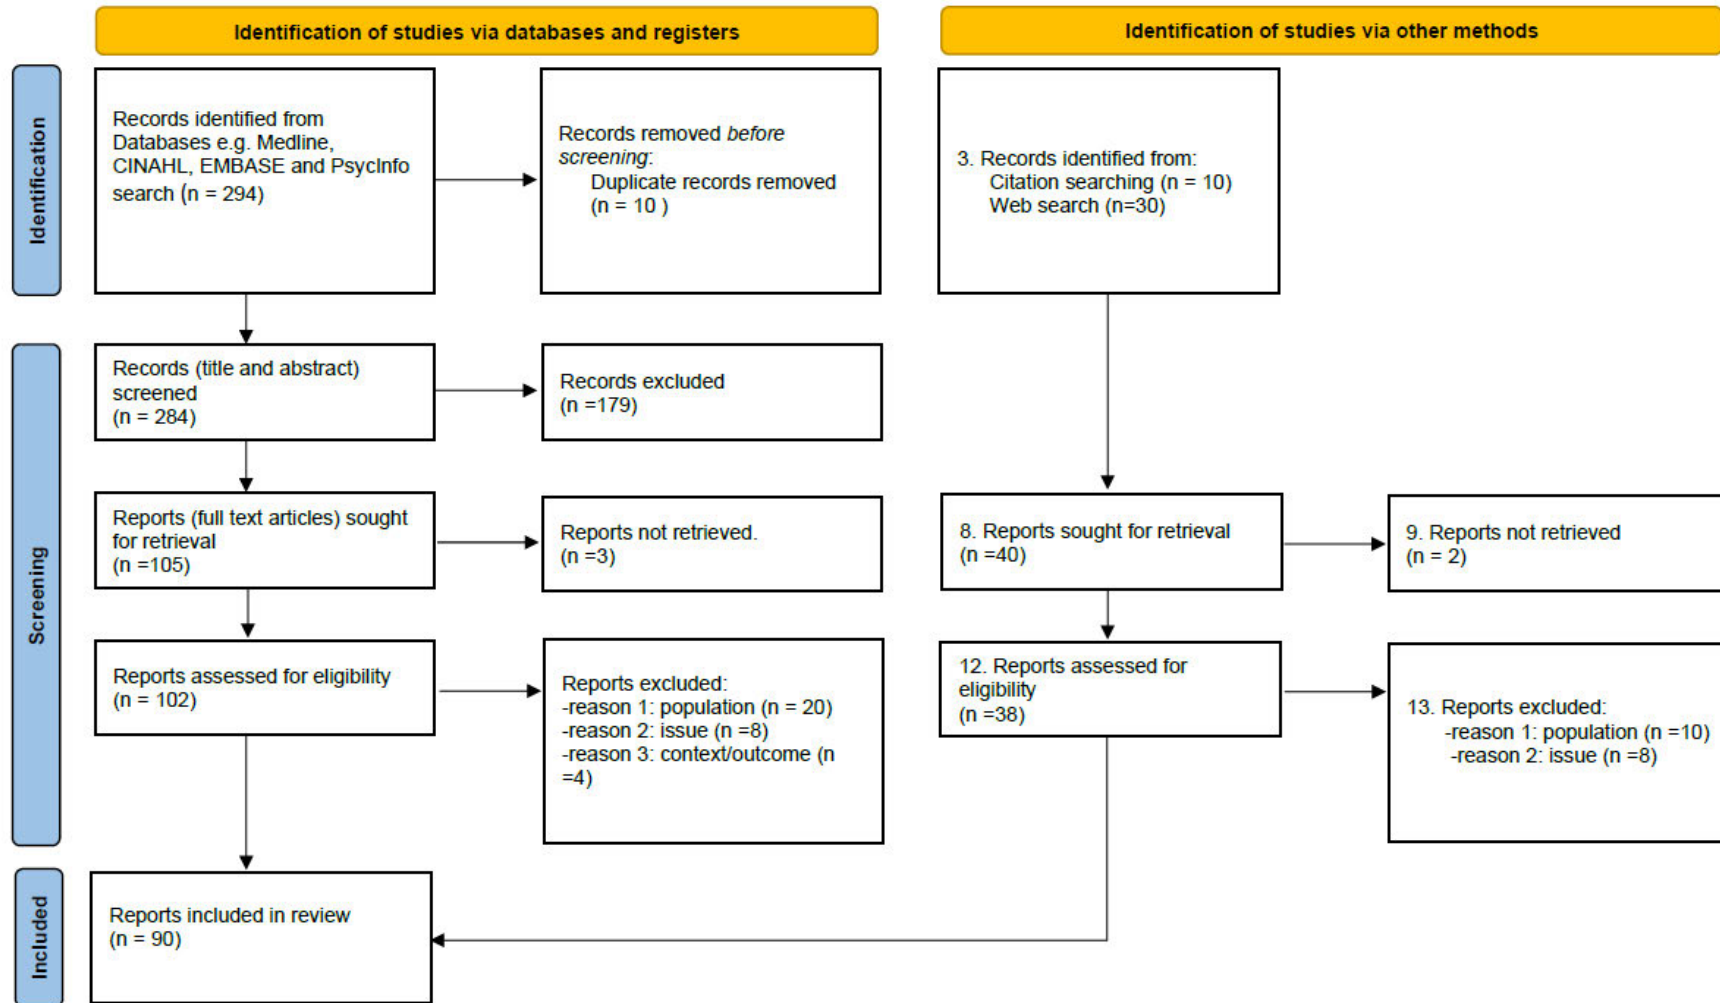 Identification of studies via databases and registers
Identification of studies via other methods
Identification
Records identified from
Databases e.g. Medline,
CINAHL, EMBASE and PsycInfo
search (n = 294)
Records removed before
screening:
Duplicate records removed
(n = 10 )
3. Records identified from:
Citation searching (n = 10)
Web search (n=30)
Screening
Records (title and abstract)
screened
(n = 284)
Records excluded
(n =179)
Reports (full text articles) sought
for retrieval
(n =105)
Reports not retrieved.
(n =3)
8. Reports sought for retrieval
(n =40)
9. Reports not retrieved
(n = 2)
Reports assessed for eligibility
(n = 102)
Reports excluded:
-reason 1: population (n = 20)
-reason 2: issue (n =8)
-reason 3: context/outcome (n
=4)
12. Reports assessed for
eligibility
(n =38)
13. Reports excluded:
-reason 1: population (n =10)
-reason 2: issue (n =8)
Included
Reports included in review
(n = 90)